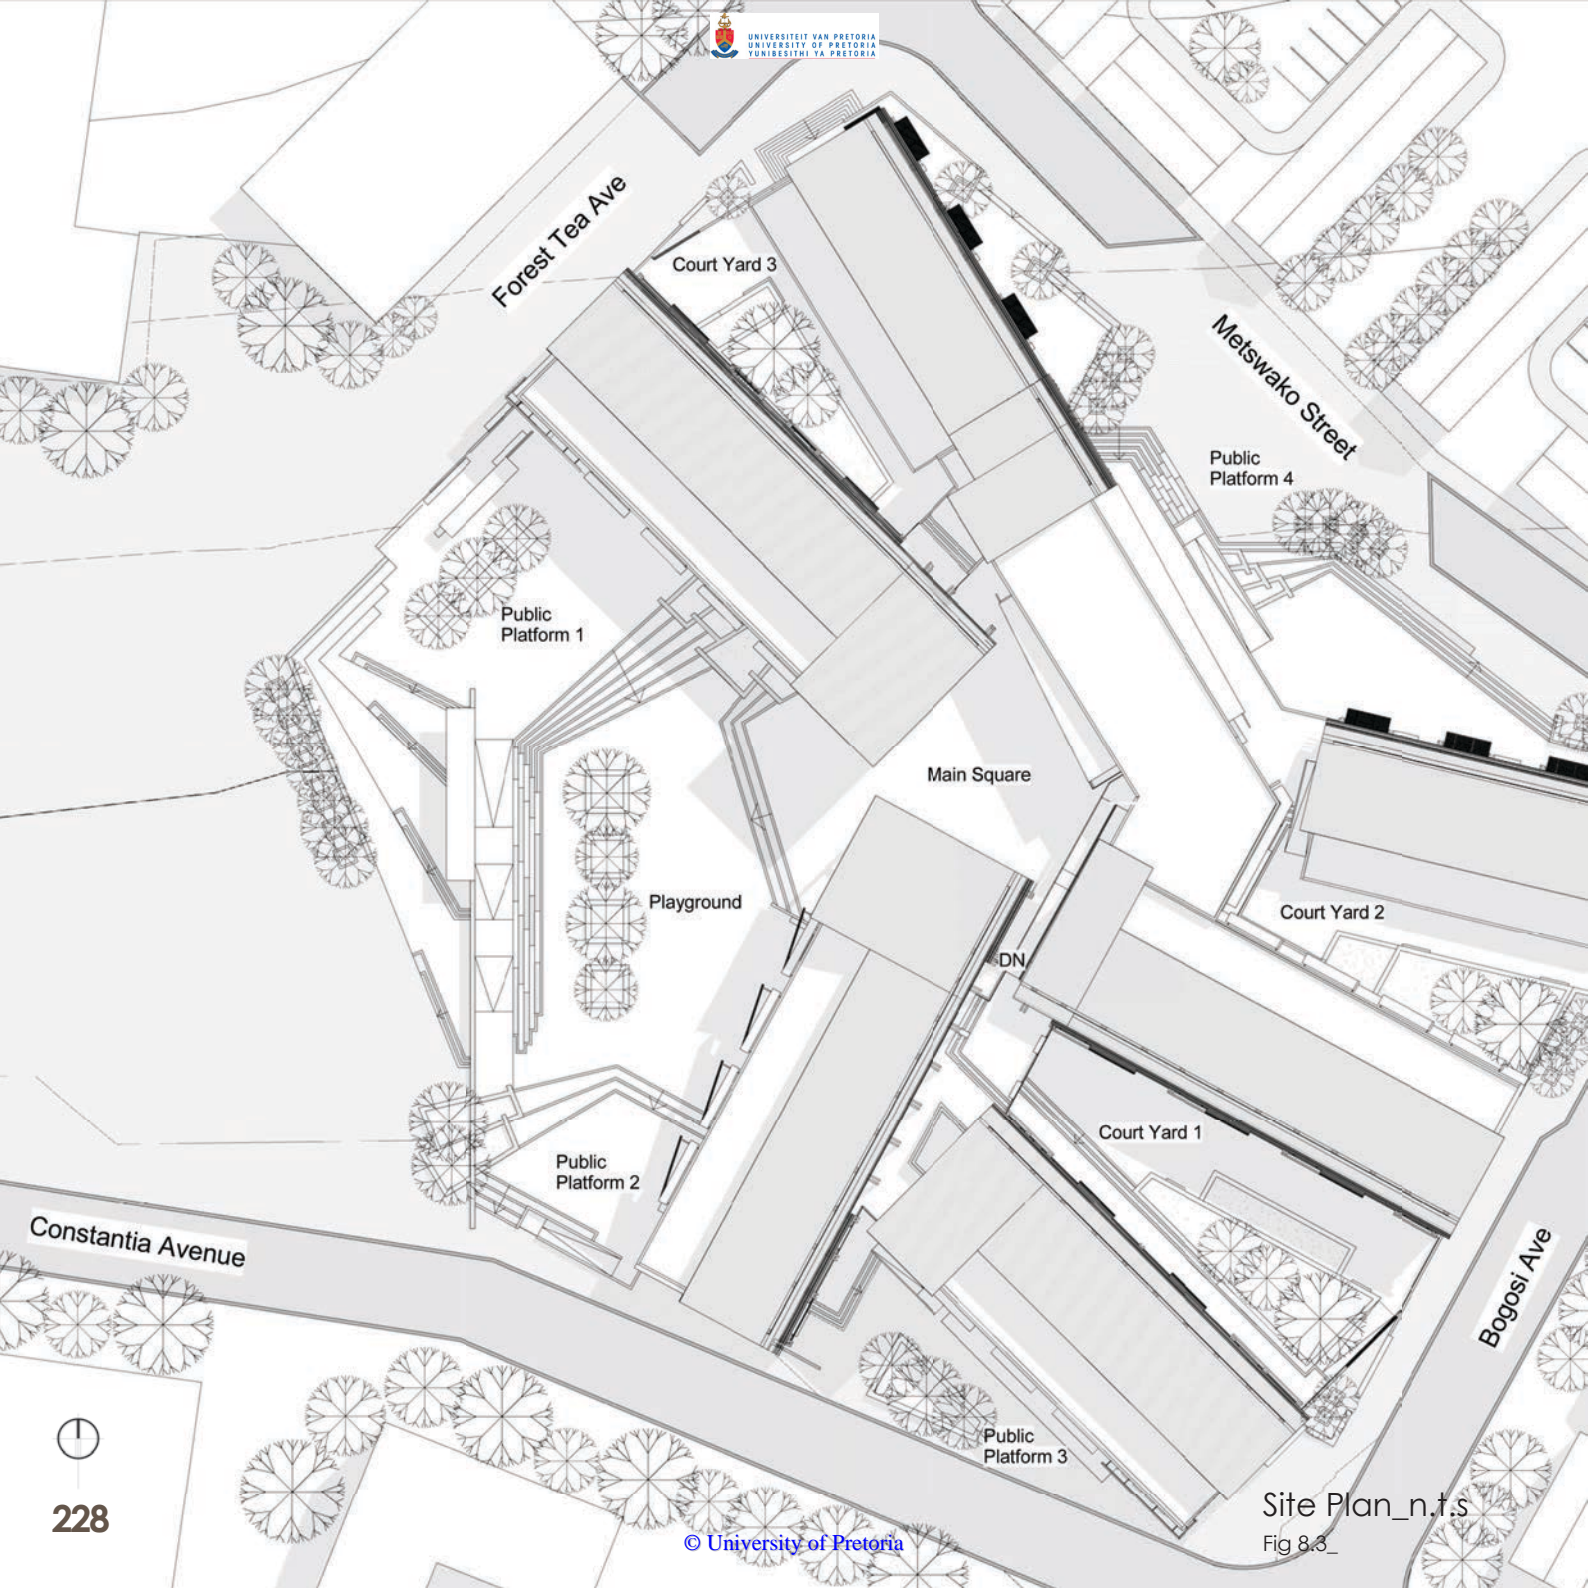 UNIVERSITEIT VAN PRETORIA
UNIVERSITY OF PRETORIA
YUNIBESITHI YA PRETORIA
Forest Tea Ave
Court Yard 3
Metswako Street
Public
Platform 4
Public
Platform 1
Main Square
Playground
Court Yard 2
DN
Court Yard 1
Public
Platform 2
Constantia Avenue
Bogosi Ave
Public
Platform 3
228
Site Plan_n.t.s
Fig 8.3_
© University of Pretoria